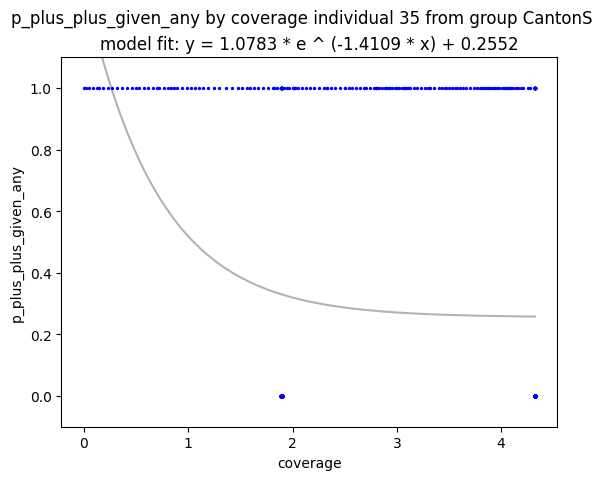 p_plus_plus_given_any by coverage individual 35 from group CantonS
model fit: y = 1.0783 * e ^ (-1.4109 * x) + 0.2552
1.0
0.8
0.6
0.4
0.2
0.0
p_plus_plus_given_any
0 1 2 3 4
coverage